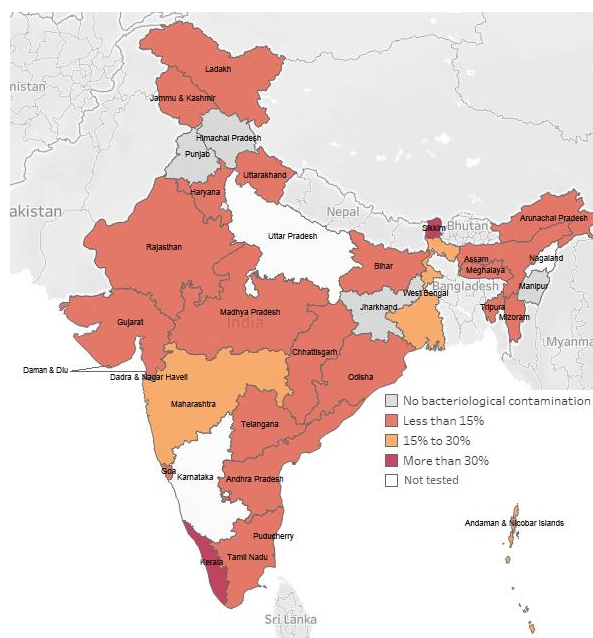 Ladakh
nistan
Jammu & Kashmir
Himachal Pradesh
Punjab
Uttarakhand
Haryana
Nepal
akistan
Arunachal Pradesh
Sikkim
Bhutan
Uttar Pradesh
Rajasthan
Nagaland
Assam
Bihar
Meghalaya
Manipur
Bangladesh
West Bengal
Jharkhand
Tripura
Madhya Pradesh
Mizoram
Gujarat
India
Myanma
Chhattisgarh
Daman & Diu
Dadra & Nagar Haveli
Odisha
Maharashtra
No bacteriological contamination
Less than 15%
Telangana
15% to 30%
More than 30%
Goa
Karnataka
Andhra Pradesh
Not tested
Andaman & Nicobar Islands
Puducherry
Tamil Nadu
Kerala
Sri Lanka